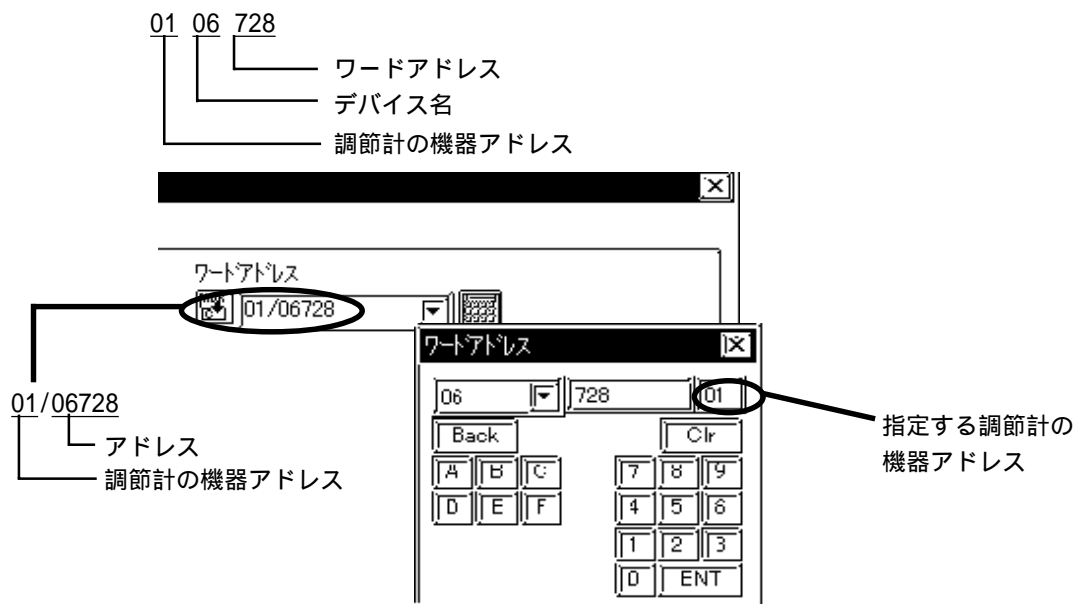 01 06 728
ワードアドレス
デバイス名
調節計の機器アドレス
ワードアドレス
01/06728
ワードアドレス
06 728 01
Back Clr
A B C 7 8 9
D E F 4 5 6
1 2 3
0 ENT
01/06728
アドレス
調節計の機器アドレス
指定する調節計の
機器アドレス